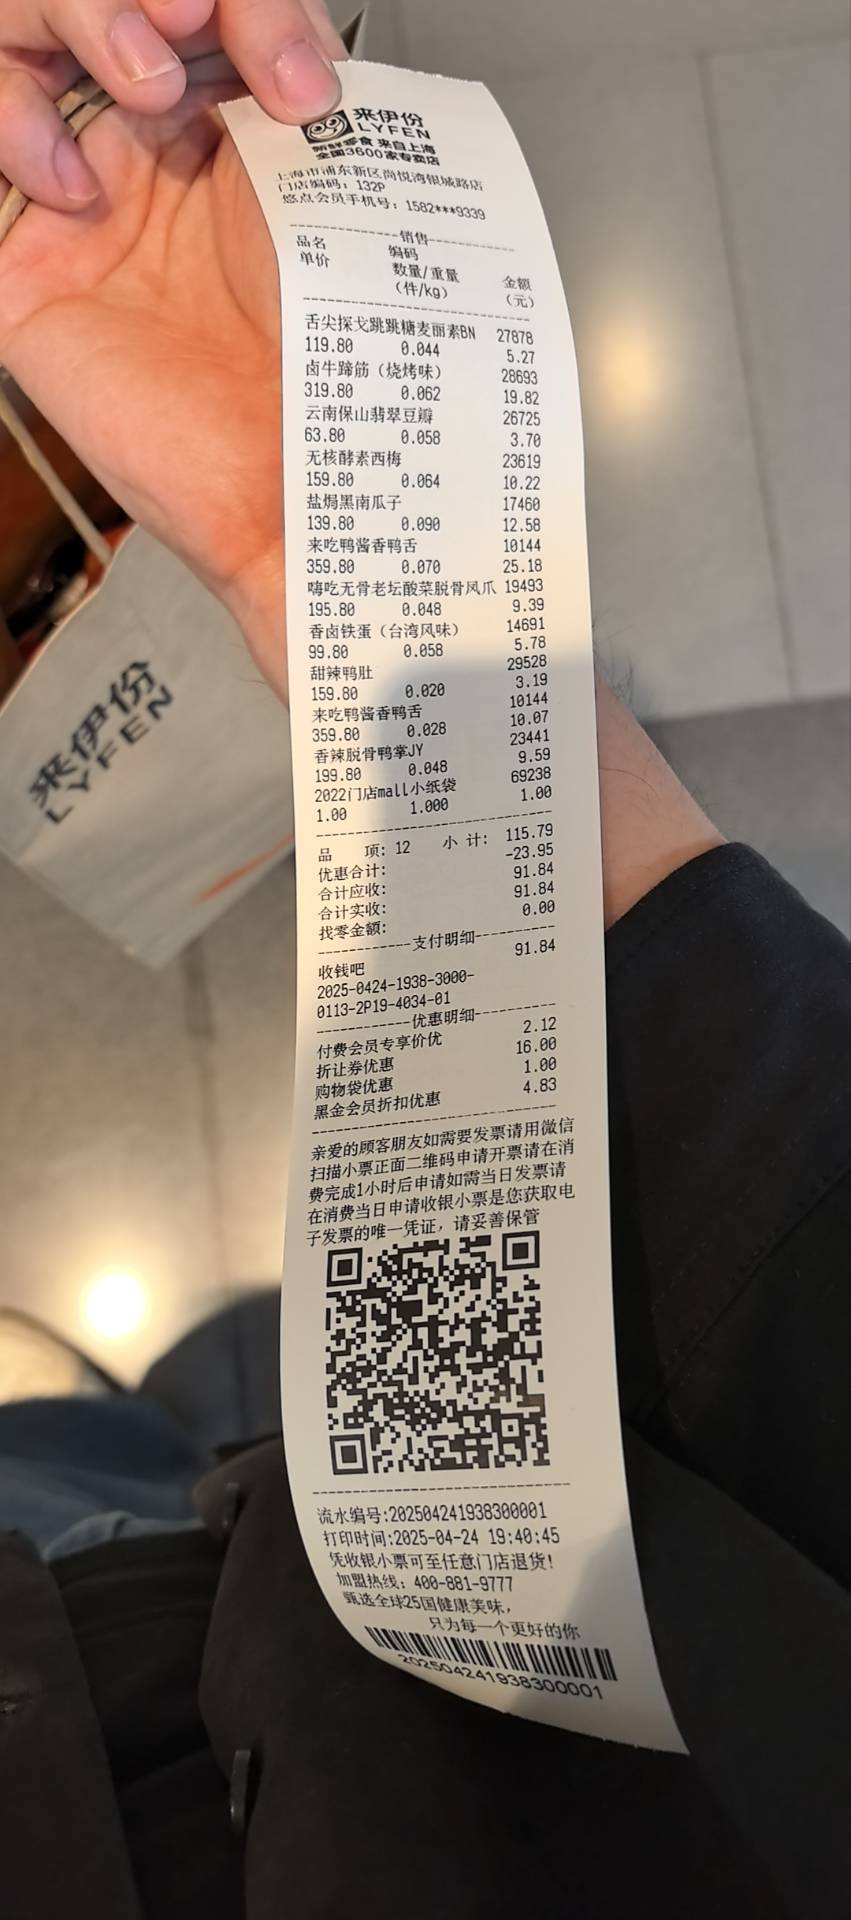 来伊份
LYFEN
新鲜零食 来自上海
全国3600家专卖店
上海市浦东新区尚悦湾银城路店
门店编码：132P
悠点会员手机号：1582***9339
销售
品名 编码
单价 数量/重量 金额
(件/kg) (元)
舌尖探戈跳跳糖麦丽素BN 27878
119.80 0.044 5.27
卤牛蹄筋（烧烤味） 28693
319.80 0.062 19.82
云南保山翡翠豆瓣 26725
63.80 0.058 3.70
无核酵素西梅 23619
159.80 0.064 10.22
盐焗黑南瓜子 17460
139.80 0.090 12.58
来吃鸭酱香鸭舌 10144
359.80 0.070 25.18
嗨吃无骨老坛酸菜脱骨凤爪 19493
195.80 0.048 9.39
香卤铁蛋（台湾风味） 14691
99.80 0.058 5.78
甜辣鸭肚 29528
159.80 0.020 3.19
来吃鸭酱香鸭舌 10144
359.80 0.028 10.07
香辣脱骨鸭掌JY 23441
199.80 0.048 9.59
2022门店mall小纸袋 69238
1.00 1.000 1.00
品 项: 12 小 计: 115.79
优惠合计: -23.95
合计应收: 91.84
合计实收: 91.84
找零金额: 0.00
支付明细
收钱吧 91.84
2025-0424-1938-3000-
0113-2P19-4034-01
优惠明细
付费会员专享价优 2.12
折让券优惠 16.00
购物袋优惠 1.00
黑金会员折扣优惠 4.83
亲爱的顾客朋友如需要发票请用微信
扫描小票正面二维码申请开票请在消
费完成1小时后申请如需当日发票请
在消费当日申请收银小票是您获取电
子发票的唯一凭证，请妥善保管
流水编号:202504241938300001
打印时间:2025-04-24 19:40:45
凭收银小票可至任意门店退货!
加盟热线：400-881-9777
甄选全球25国健康美味，
只为每一个更好的你
202504241938300001
来伊份
LYFEN